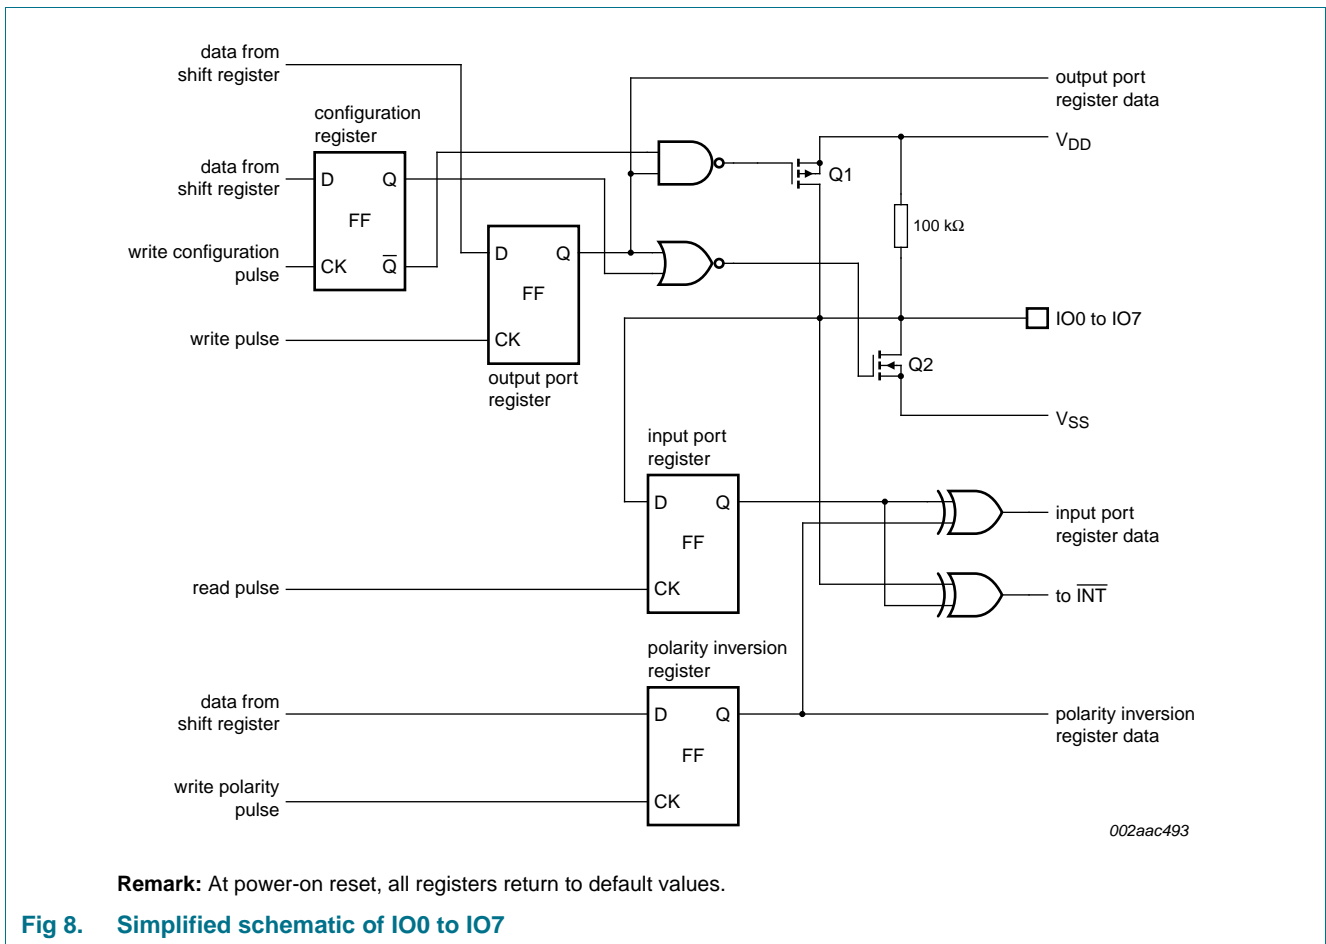 data from
shift register
output port
register data
configuration
register
VDD
data from
shift register
D
Q
Q1
FF
100 kΩ
write configuration
pulse
CK
Q̅
D
Q
FF
IO0 to IO7
write pulse
CK
Q2
output port
register
VSS
input port
register
D
Q
input port
register data
FF
read pulse
CK
to I̅N̅T̅
polarity inversion
register
data from
shift register
D
Q
polarity inversion
register data
FF
write polarity
pulse
CK
002aac493
Remark: At power-on reset, all registers return to default values.
Fig 8. Simplified schematic of IO0 to IO7